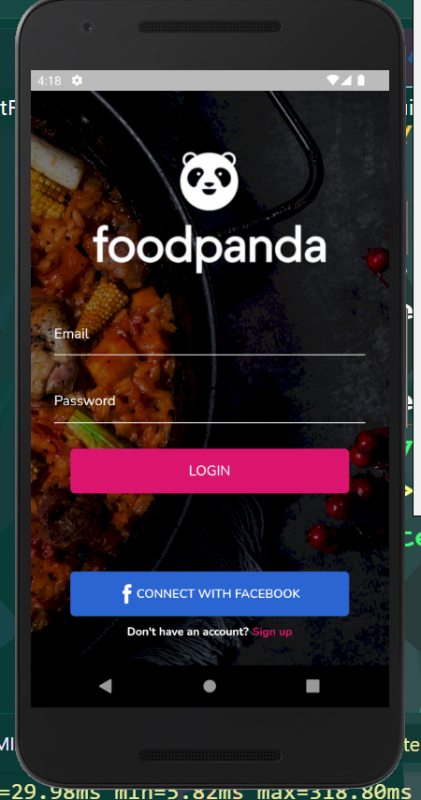 4:18
foodpanda
Email
Password
LOGIN
f CONNECT WITH FACEBOOK
Don't have an account? Sign up
=29.98ms min=5.82ms max=318.80ms